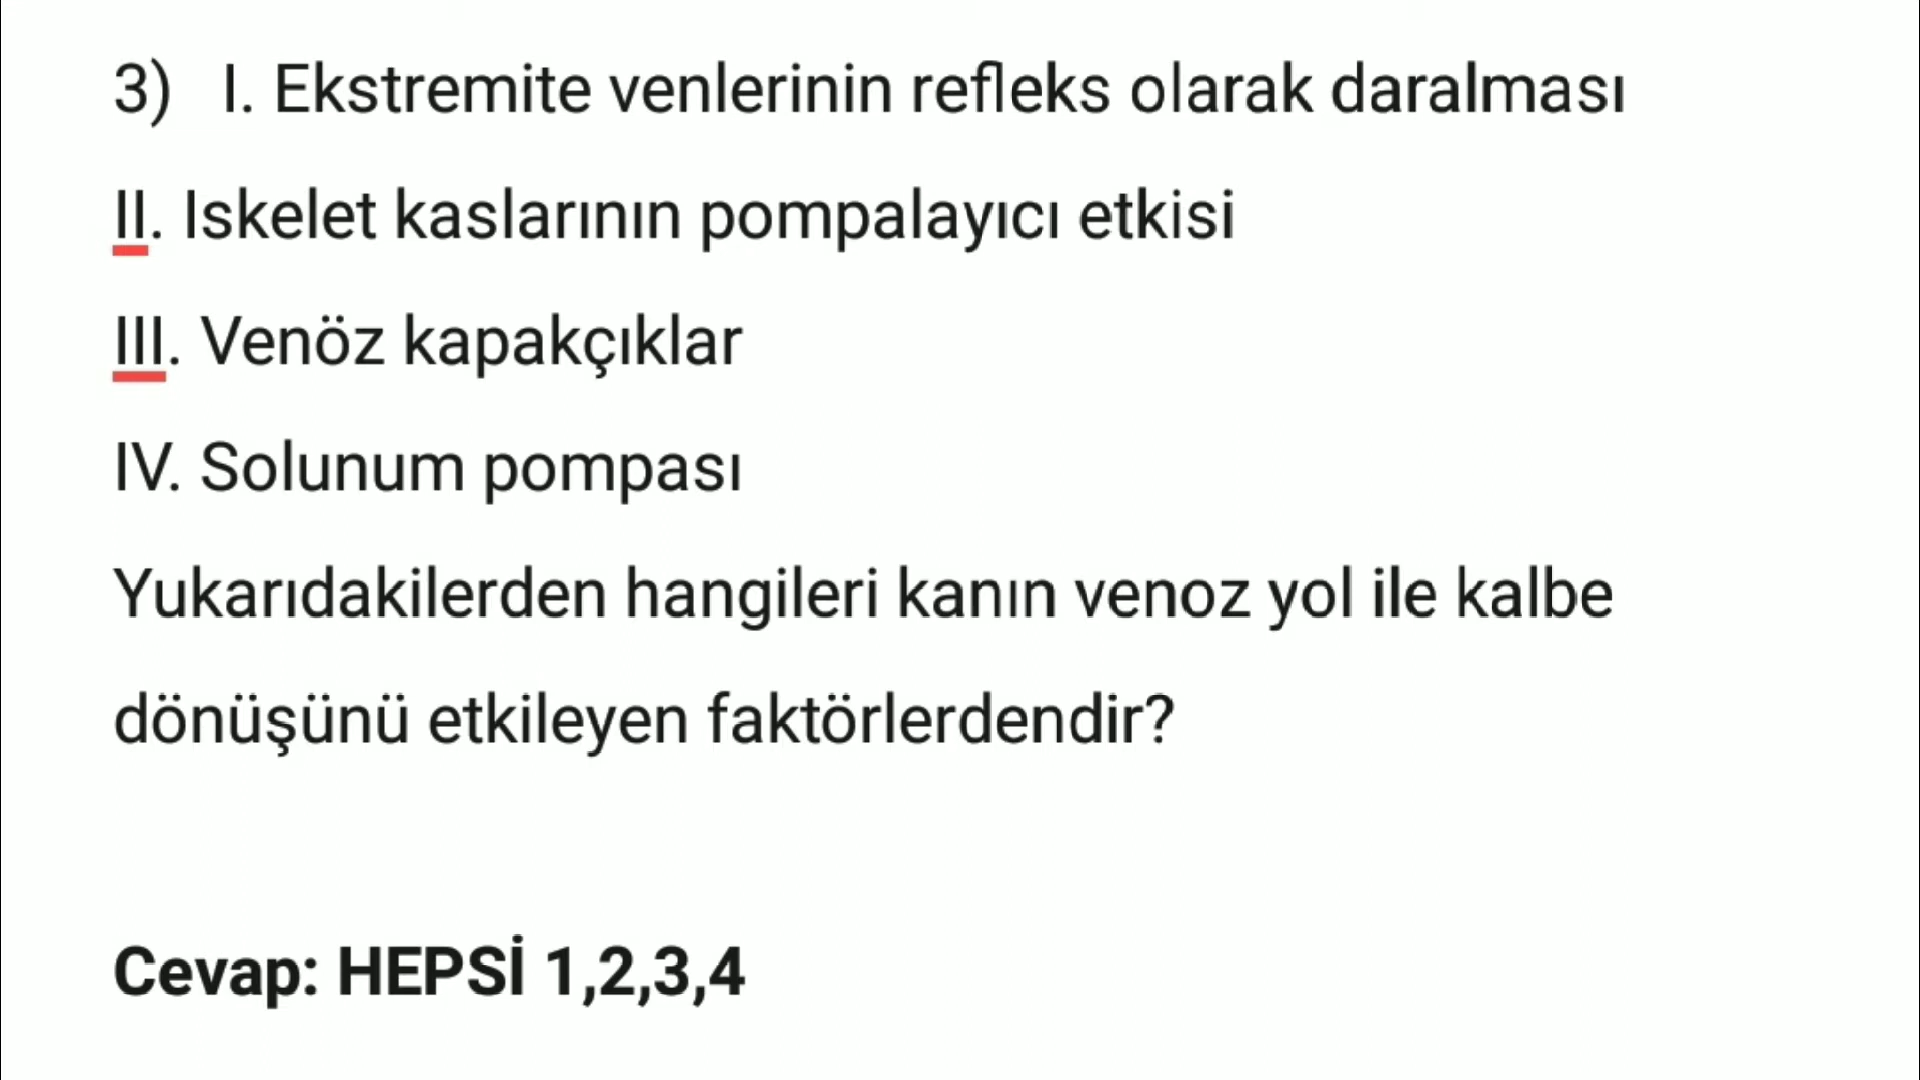 3) I. Ekstremite venlerinin refleks olarak daralması
II. Iskelet kaslarının pompalayıcı etkisi
III. Venöz kapakçıklar
IV. Solunum pompası
Yukarıdakilerden hangileri kanın venoz yol ile kalbe
dönüşünü etkileyen faktörlerdendir?
Cevap: HEPSİ 1,2,3,4